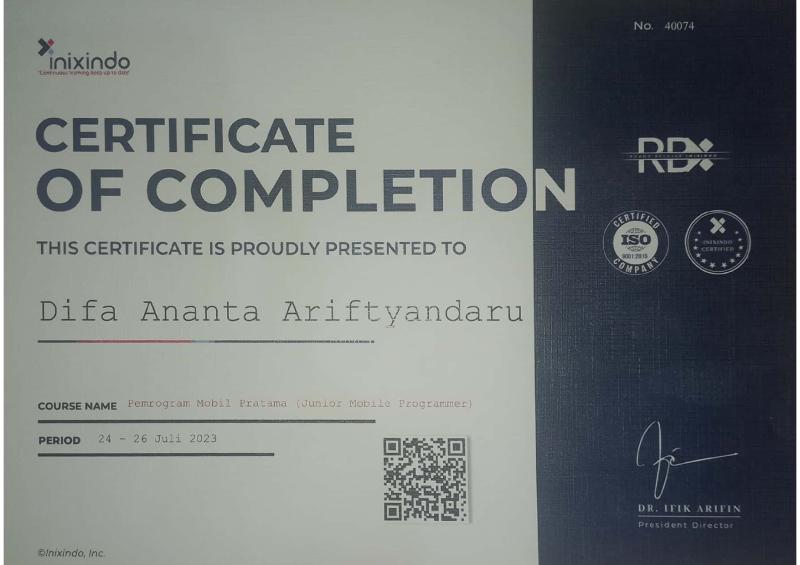 No. 40074
inixindo
"Continuous learning keep up to date"
CERTIFICATE
OF COMPLETION
THIS CERTIFICATE IS PROUDLY PRESENTED TO
Difa Ananta Ariftyandaru
COURSE NAME Pemrogram Mobil Pratama (Junior Mobile Programmer)
PERIOD 24 - 26 Juli 2023
©Inixindo, Inc.
RDX
CERTIFIED
ISO
9001:2015
COMPANY
INIXINDO
CERTIFIED
DR. IFIK ARIFIN
President Director